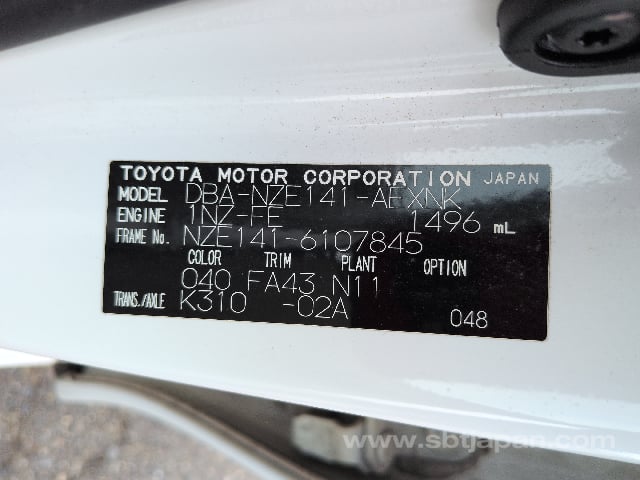 TOYOTA MOTOR CORPORATION JAPAN
MODEL DBA-NZE141-AEXNK
ENGINE 1NZ-FE 1496 mL
FRAME No. NZE141-6107845
COLOR TRIM PLANT OPTION
040 FA43 N11
TRANS./AXLE K310 -02A 048
www.sbtjapan.com